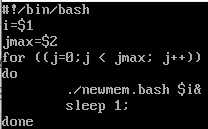 #!/bin/bash
i=$1
jmax=$2
for ((j=0;j < jmax; j++))
do
./newmem.bash $i&
sleep 1;
done